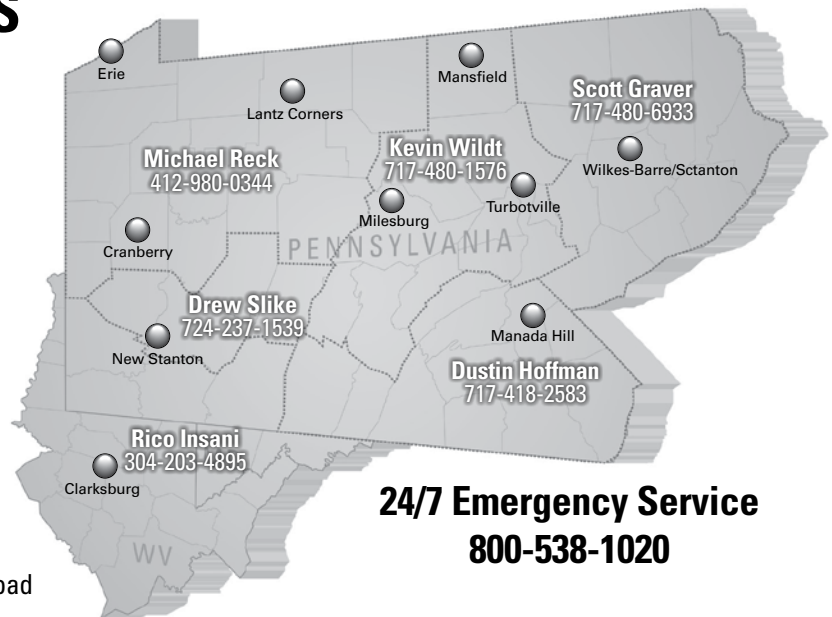 S
Erie
Mansfield
Lantz Corners
Scott Graver
717-480-6933
Michael Reck
412-980-0344
Kevin Wildt
717-480-1576
Wilkes-Barre/Sctanton
Milesburg
Turbotville
Cranberry
PENNSYLVANIA
Drew Slike
724-237-1539
New Stanton
Manada Hill
Dustin Hoffman
717-418-2583
Rico Insani
304-203-4895
Clarksburg
24/7 Emergency Service
800-538-1020
WV